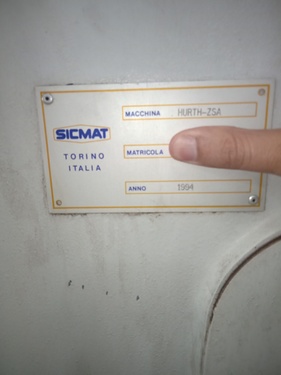 MACCHINA HURTH-ZSA
SICMAT
TORINO
ITALIA
MATRICOLA
ANNO 1994